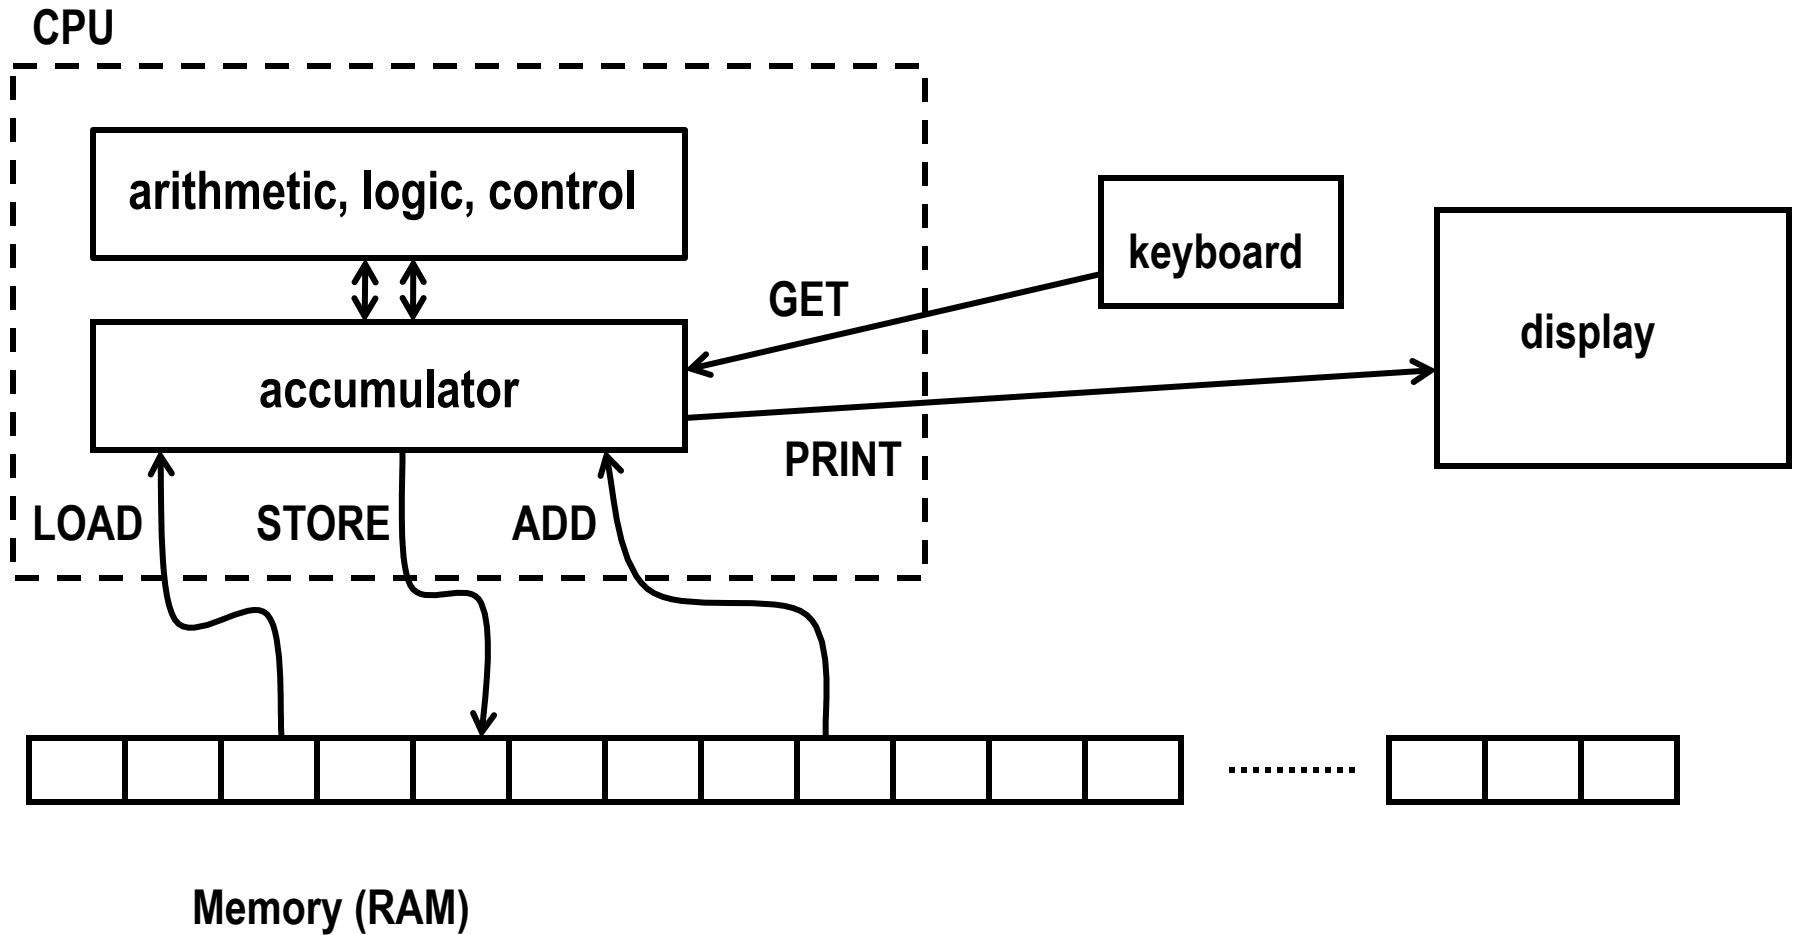 CPU
arithmetic, logic, control
keyboard
GET
display
accumulator
PRINT
LOAD
STORE
ADD
Memory (RAM)